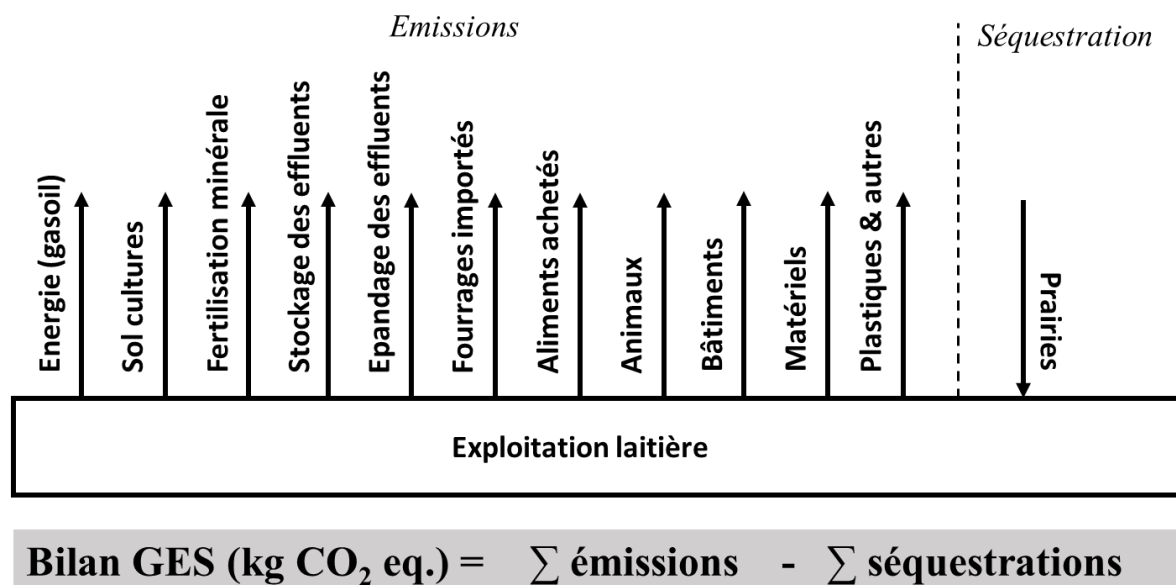 Emissions
Séquestration
Energie (gasoil)
Sol cultures
Fertilisation minérale
Stockage des effluents
Epandage des effluents
Fourrages importés
Aliments achetés
Animaux
Bâtiments
Matériels
Plastiques & autres
Prairies
Exploitation laitière
Bilan GES (kg CO₂ eq.) = ∑ émissions - ∑ séquestrations